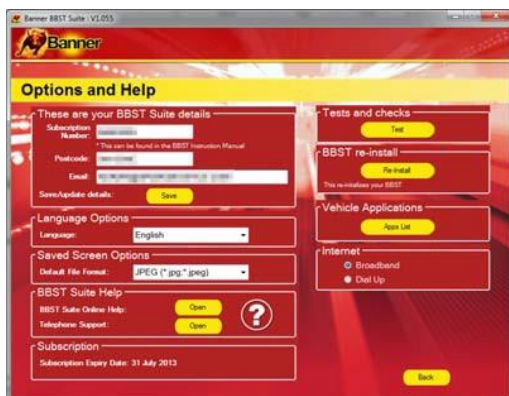 Banner BBST Suite : V1.055
Banner
Options and Help
These are your BBST Suite details
Subscription
Number:
* This can be found in the BBST Instruction Manual
Postcode:
Email:
Save/update details:
Save
Language Options
Language:
English
Saved Screen Options
Default File Format:
JPEG (*.jpg;*.jpeg)
BBST Suite Help
BBST Suite Online Help:
Open
Telephone Support:
Open
?
Subscription
Subscription Expiry Date: 31 July 2013
Tests and checks
Test
BBST re-install
Re-Install
This re-initialises your BBST
Vehicle Applications
Apps List
Internet
Broadband
Dial Up
Back